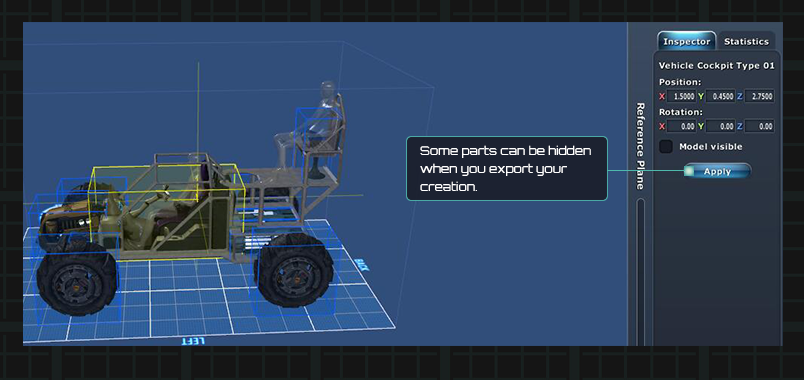 Inspector Statistics
Vehicle Cockpit Type 01
Position:
X 1.5000 Y 0.4500 Z 2.7500
Rotation:
X 0.00 Y 0.00 Z 0.00
Model visible
Apply
Reference Plane
Some parts can be hidden
when you export your
creation.
BACK
LEFT